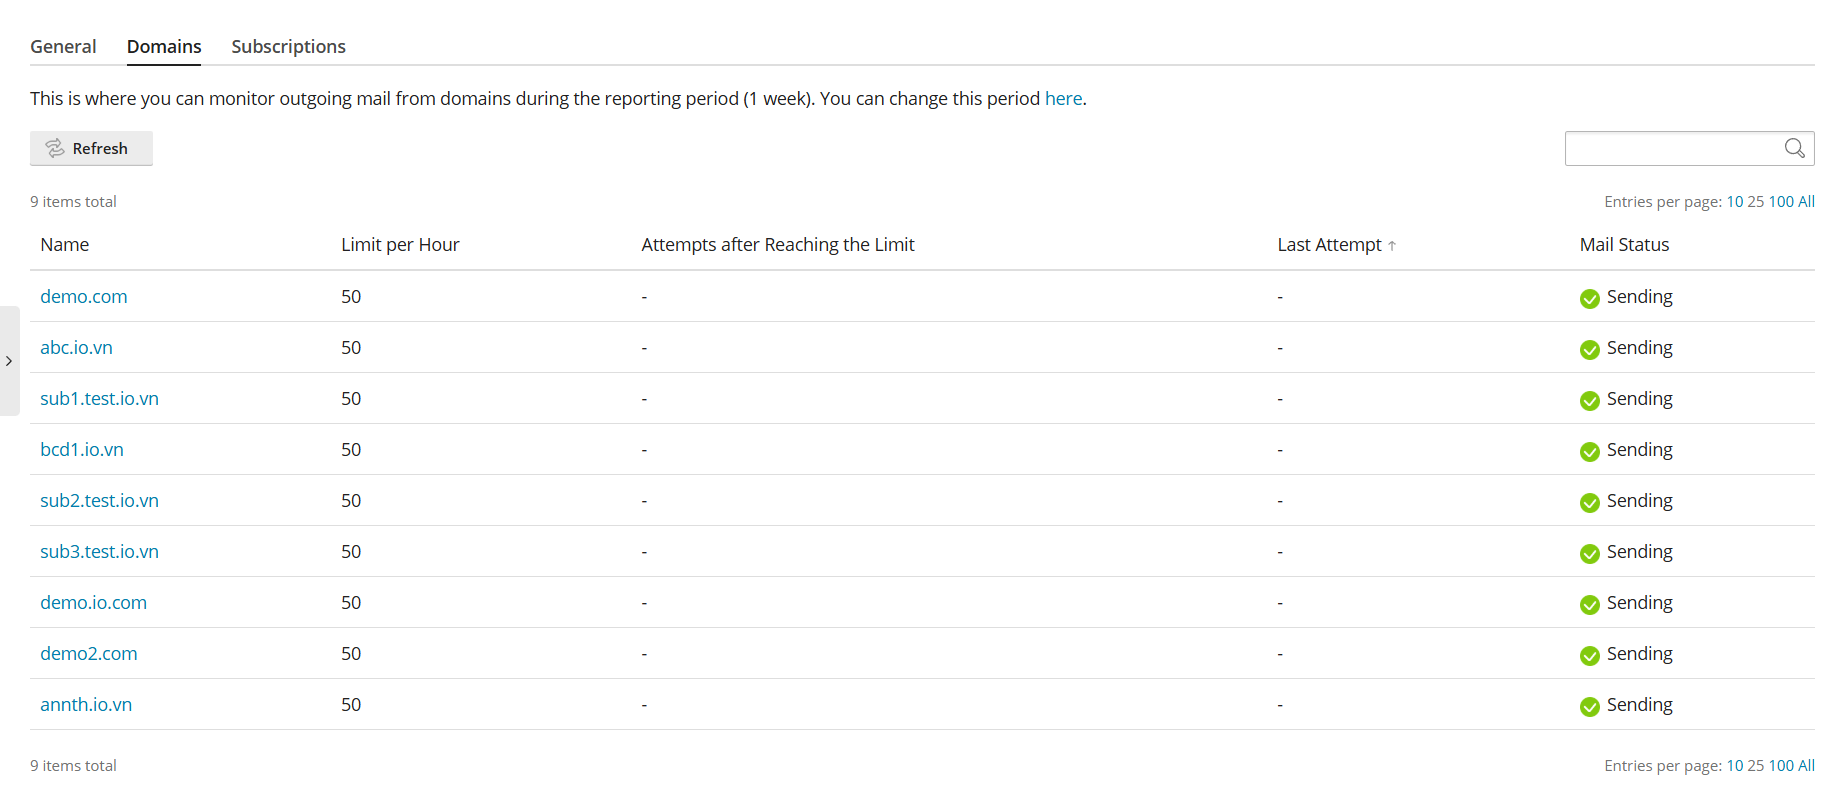 General Domains Subscriptions
This is where you can monitor outgoing mail from domains during the reporting period (1 week). You can change this period here.
Refresh
9 items total Entries per page: 10 25 100 All
Name Limit per Hour Attempts after Reaching the Limit Last Attempt ↑ Mail Status
demo.com 50 - - Sending
abc.io.vn 50 - - Sending
sub1.test.io.vn 50 - - Sending
bcd1.io.vn 50 - - Sending
sub2.test.io.vn 50 - - Sending
sub3.test.io.vn 50 - - Sending
demo.io.com 50 - - Sending
demo2.com 50 - - Sending
annth.io.vn 50 - - Sending
9 items total Entries per page: 10 25 100 All